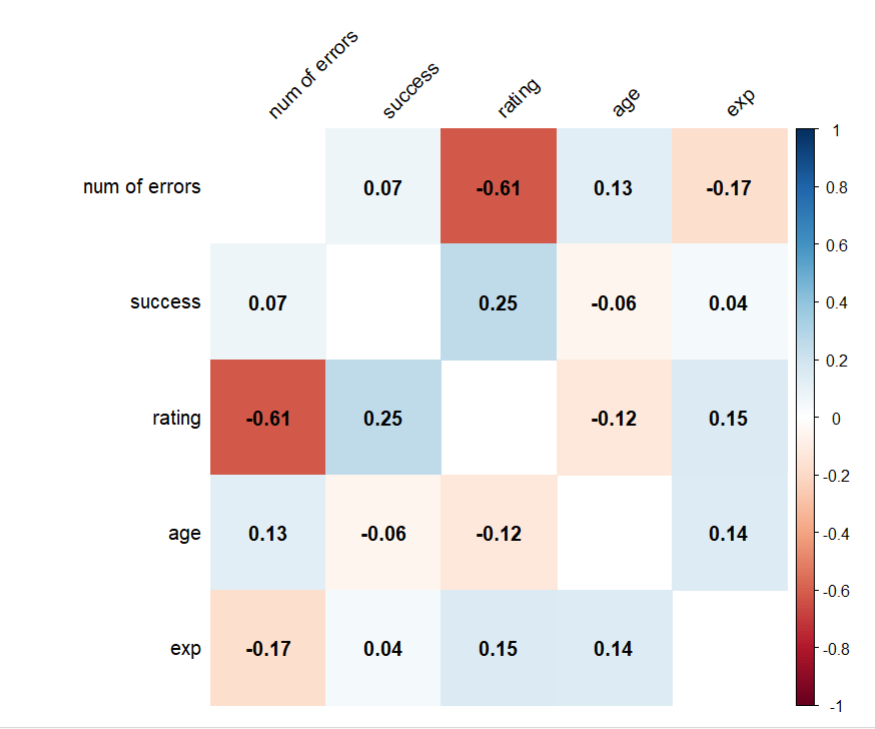 num of errors success rating age exp
num of errors 0.07 -0.61 0.13 -0.17
success 0.07 0.25 -0.06 0.04
rating -0.61 0.25 -0.12 0.15
age 0.13 -0.06 -0.12 0.14
exp -0.17 0.04 0.15 0.14
1
0.8
0.6
0.4
0.2
0
-0.2
-0.4
-0.6
-0.8
-1